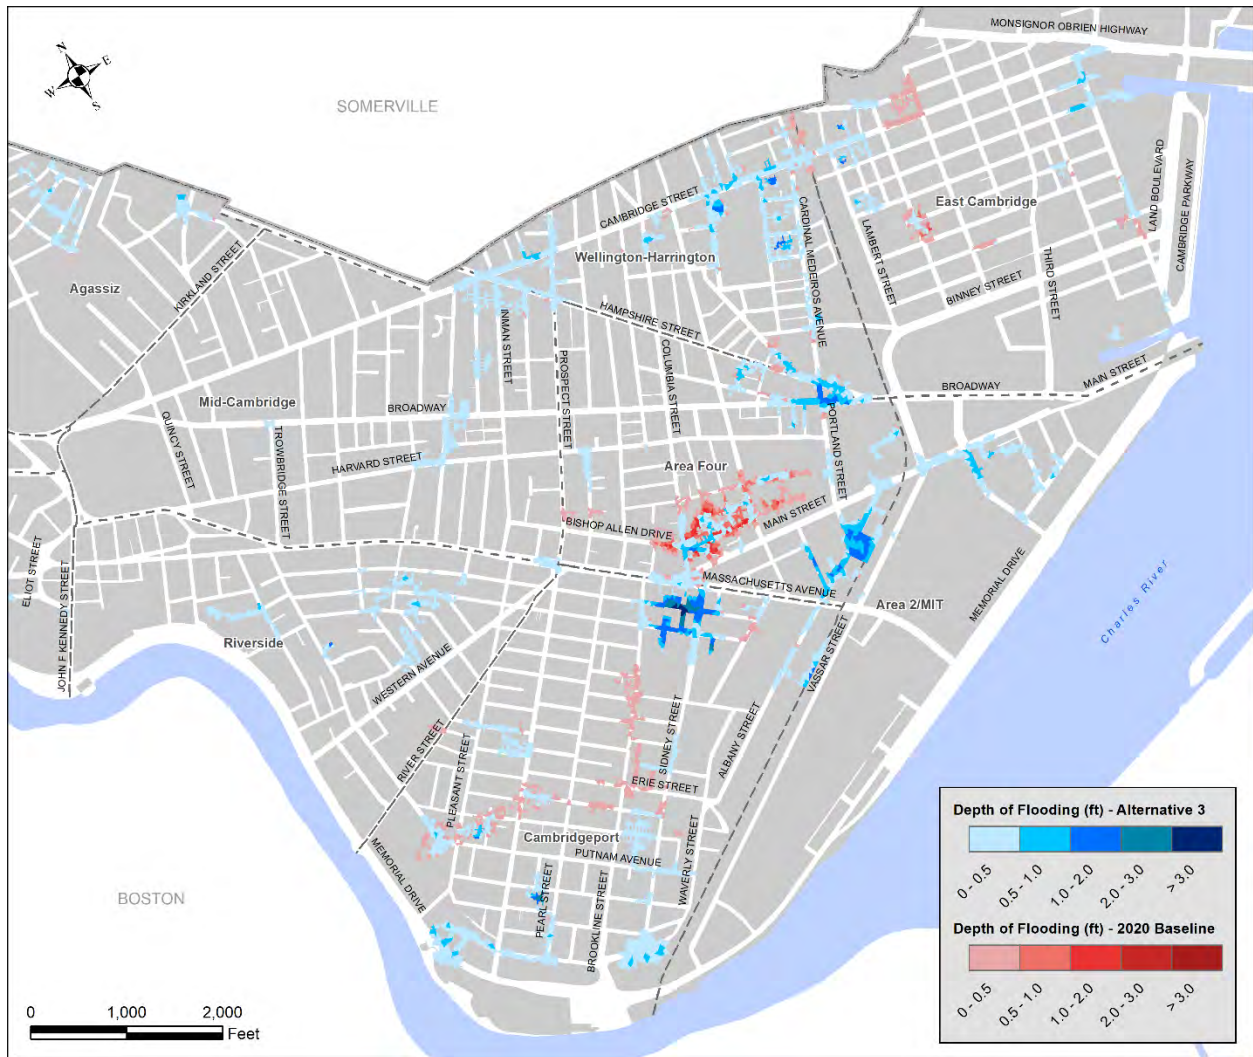 MONSIGNOR OBRIEN HIGHWAY
N
E
W
S
SOMERVILLE
LAND BOULEVARD
CAMBRIDGE PARKWAY
CAMBRIDGE STREET
CARDINAL MEDEIROS AVENUE
East Cambridge
LAMBERT STREET
Wellington-Harrington
KIRKLAND STREET
Agassiz
THIRD STREET
BINNEY STREET
HAMPSHIRE STREET
INMAN STREET
PROSPECT STREET
COLUMBIA STREET
MAIN STREET
BROADWAY
Mid-Cambridge
BROADWAY
QUINCY STREET
TROWBRIDGE STREET
PORTLAND STREET
HARVARD STREET
Area Four
BISHOP ALLEN DRIVE
MAIN STREET
ELIOT STREET
JOHN F KENNEDY STREET
MASSACHUSETTS AVENUE
Area 2/MIT
MEMORIAL DRIVE
Charles River
Riverside
WESTERN AVENUE
VASSAR STREET
SIDNEY STREET
ALBANY STREET
RIVER STREET
PLEASANT STREET
ERIE STREET
Cambridgeport
PUTNAM AVENUE
MEMORIAL DRIVE
PEARL STREET
BROOKLINE STREET
WAVERLY STREET
BOSTON
Depth of Flooding (ft) - Alternative 3
0 - 0.5
0.5 - 1.0
1.0 - 2.0
2.0 - 3.0
> 3.0
Depth of Flooding (ft) - 2020 Baseline
0 - 0.5
0.5 - 1.0
1.0 - 2.0
2.0 - 3.0
> 3.0
0 1,000 2,000
Feet